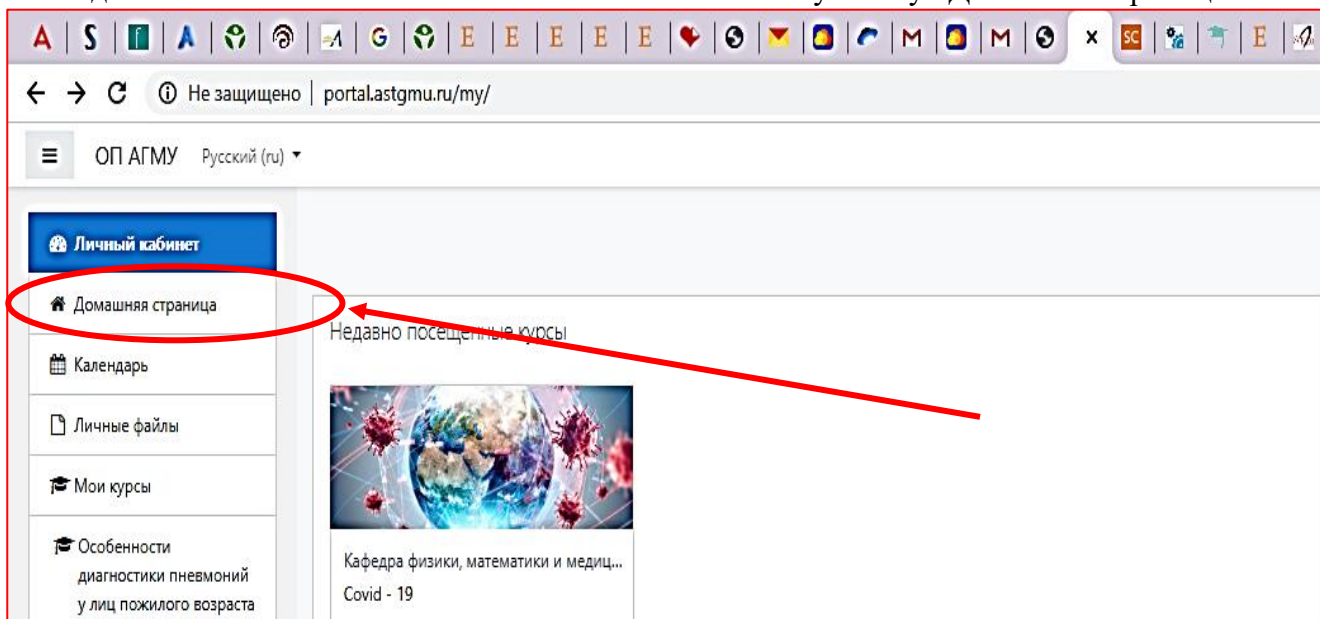 A S A G E E E E E M M SC E
Не защищено | portal.astgmu.ru/my/
ОП АГМУ Русский (ru)
Личный кабинет
Домашняя страница
Недавно посещенные курсы
Календарь
Личные файлы
Мои курсы
Особенности
диагностики пневмоний
у лиц пожилого возраста
Кафедра физики, математики и медиц...
Covid - 19